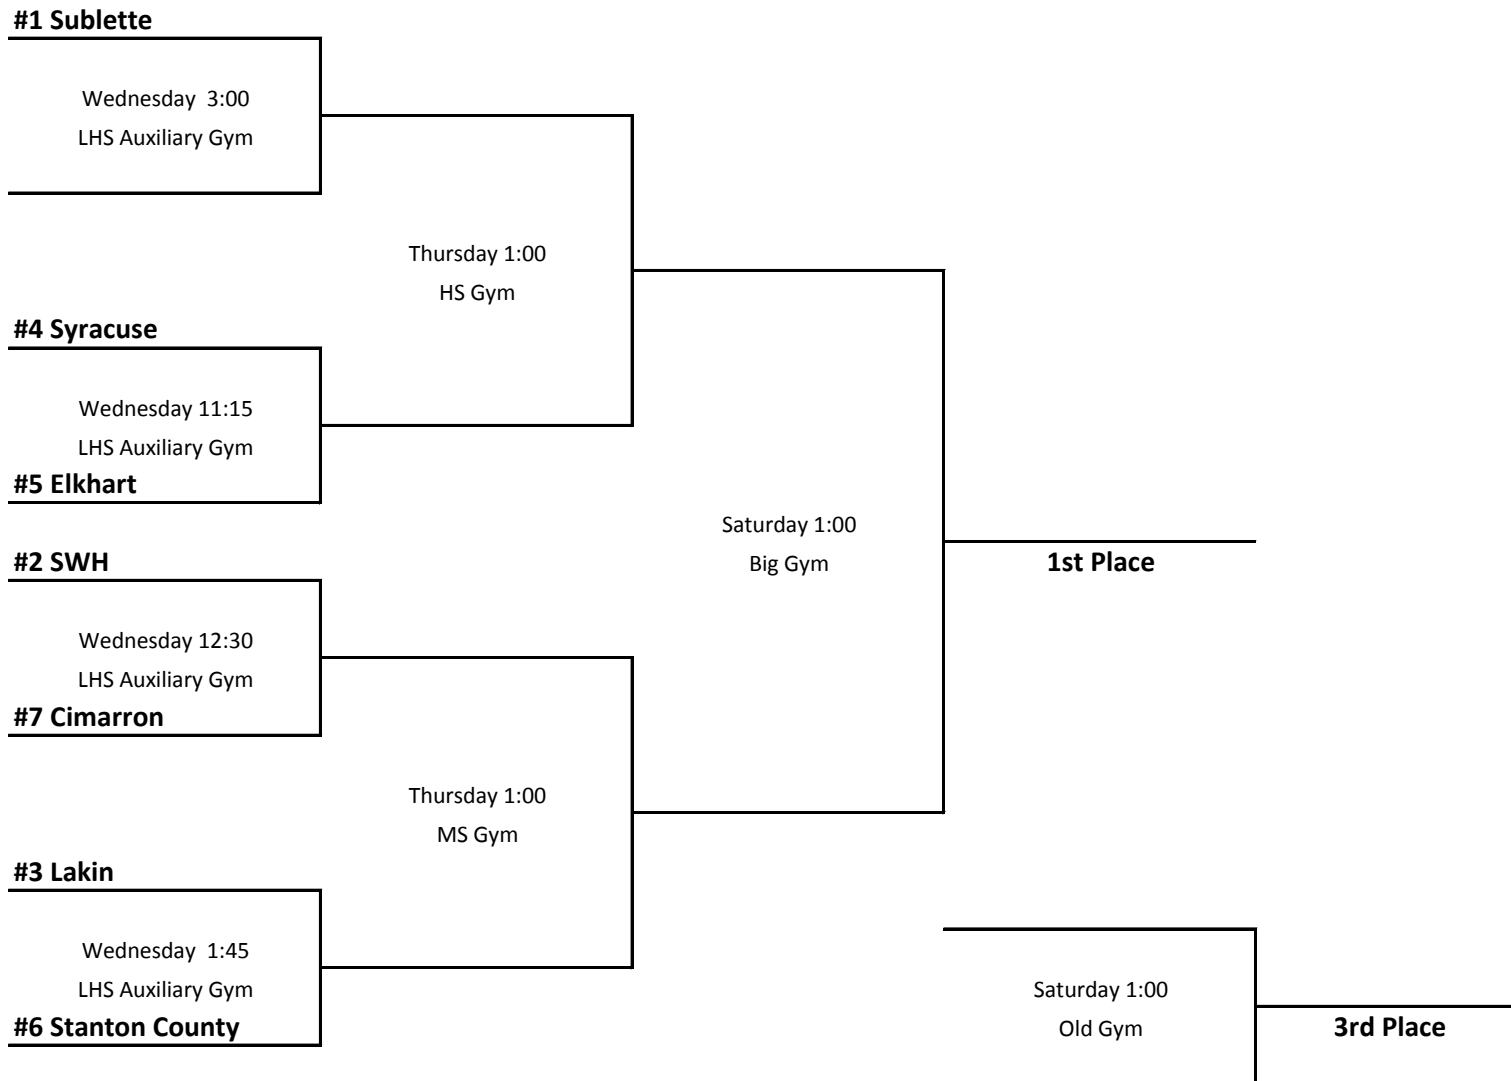 #1 Sublette
Wednesday  3:00
LHS Auxiliary Gym
Thursday 1:00
HS Gym
#4 Syracuse
Wednesday 11:15
LHS Auxiliary Gym
#5 Elkhart
Saturday 1:00
Big Gym
1st Place
#2 SWH
Wednesday 12:30
LHS Auxiliary Gym
#7 Cimarron
Thursday 1:00
MS Gym
#3 Lakin
Wednesday  1:45
LHS Auxiliary Gym
#6 Stanton County
Saturday 1:00
Old Gym
3rd Place